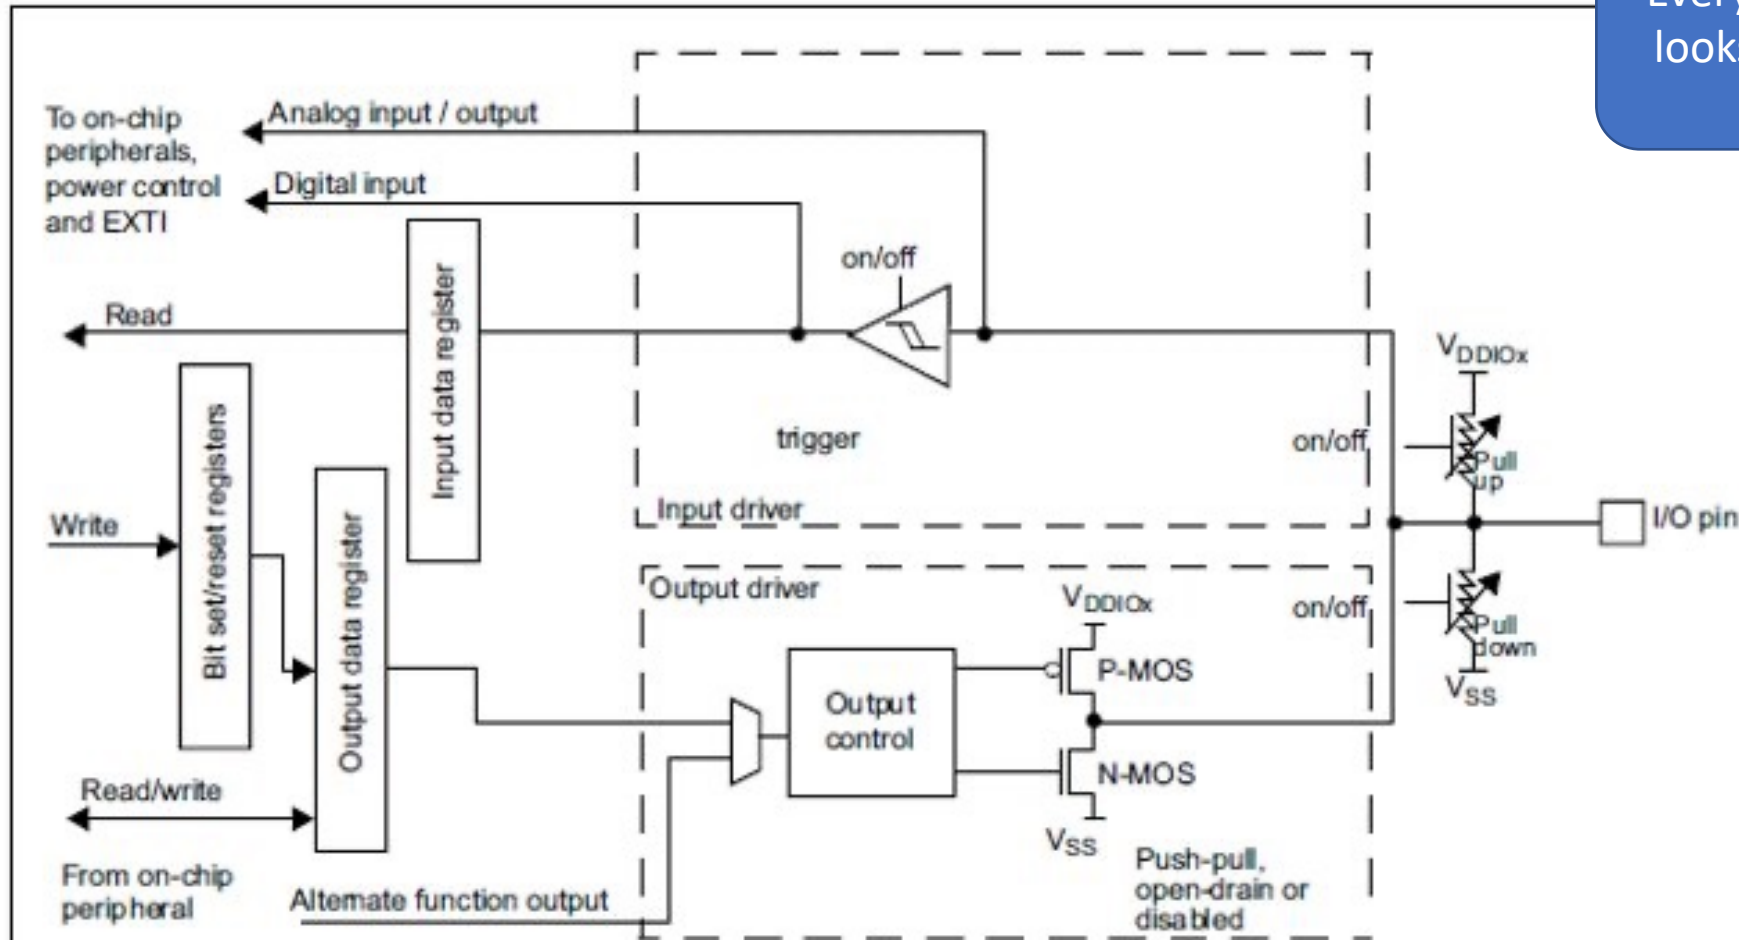 looks
To on-chip
peripherals,
power control
and EXTI
Analog input / output
Digital input
on/off
Read
Input data register
trigger
Input driver
Bit set/reset registers
Write
Output data register
Read/write
From on-chip
peripheral
Alternate function output
Output driver
Output
control
VDDIOx
P-MOS
N-MOS
VSS
Push-pull,
open-drain or
disabled
VDDIOx
on/off
Pull
up
I/O pin
on/off
Pull
down
VSS